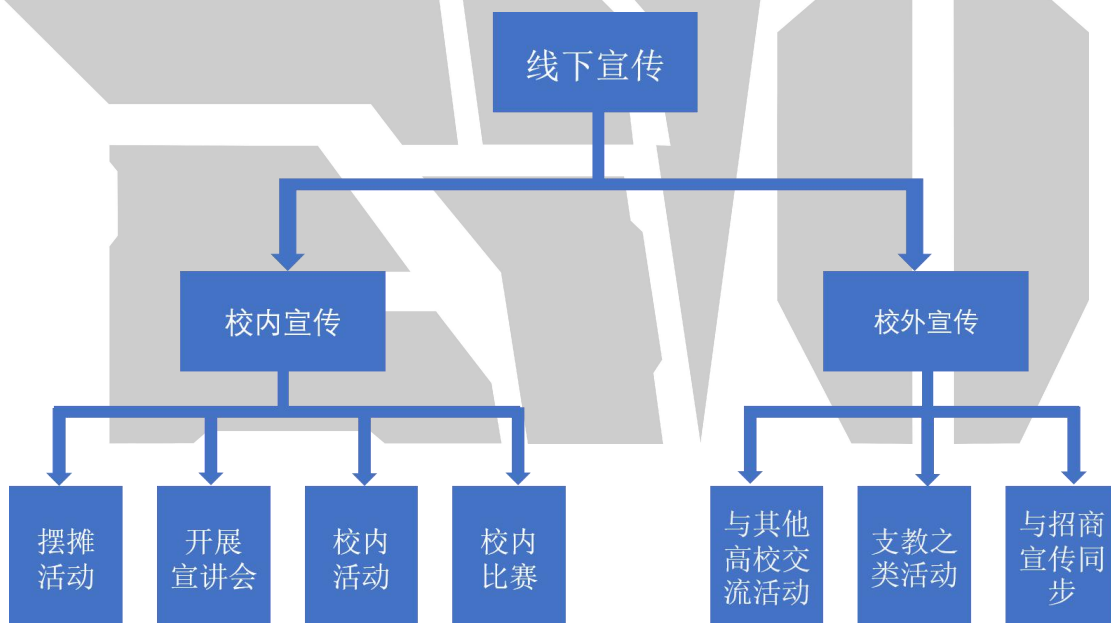 线下宣传
校内宣传
校外宣传
摆摊
活动
开展
宣讲会
校内
活动
校内
比赛
与其他
高校交
流活动
支教之
类活动
与招商
宣传同
步